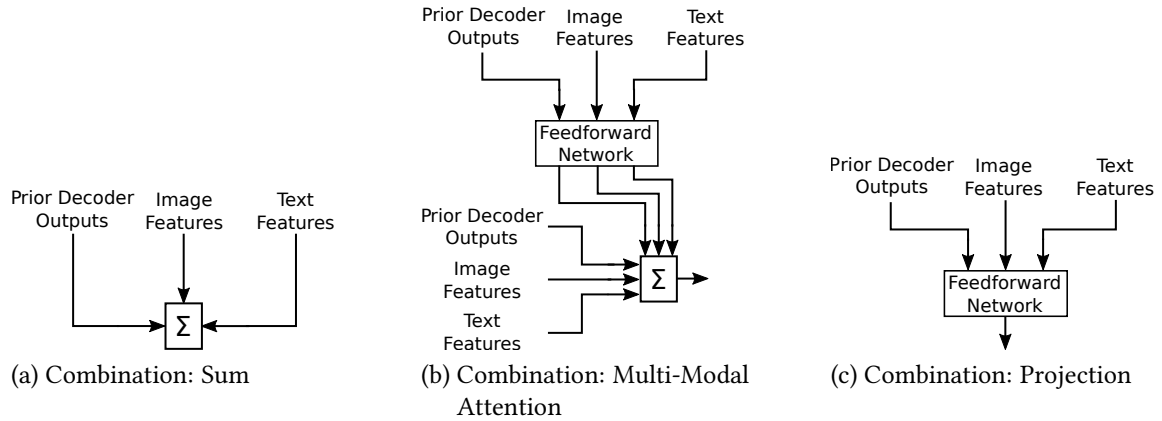 Prior Decoder
Outputs
Image
Features
Text
Features
Σ
(a) Combination: Sum
Prior Decoder
Outputs
Image
Features
Text
Features
Feedforward
Network
Prior Decoder
Outputs
Image
Features
Text
Features
Σ
(b) Combination: Multi-Modal
Attention
Prior Decoder
Outputs
Image
Features
Text
Features
Feedforward
Network
(c) Combination: Projection